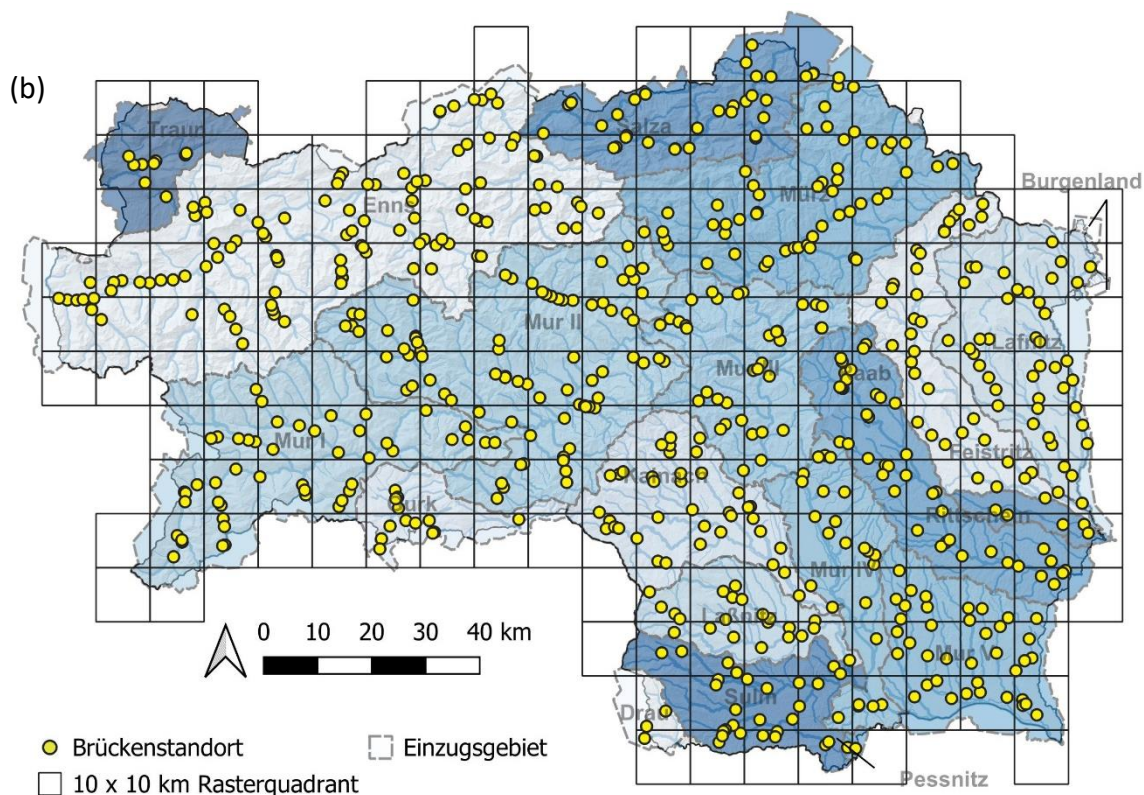 (b)
Traun
Salza
Burgenland
Enns
Mürz
Mur II
Lafnitz
Mur III
Raab
Mur I
Feistritz
Kainach
Gurk
Rittschein
Mur IV
Laßnitz
0 10 20 30 40 km
Mur V
Sulm
Drau
Brückenstandort
Einzugsgebiet
Pessnitz
10 x 10 km Rasterquadrant